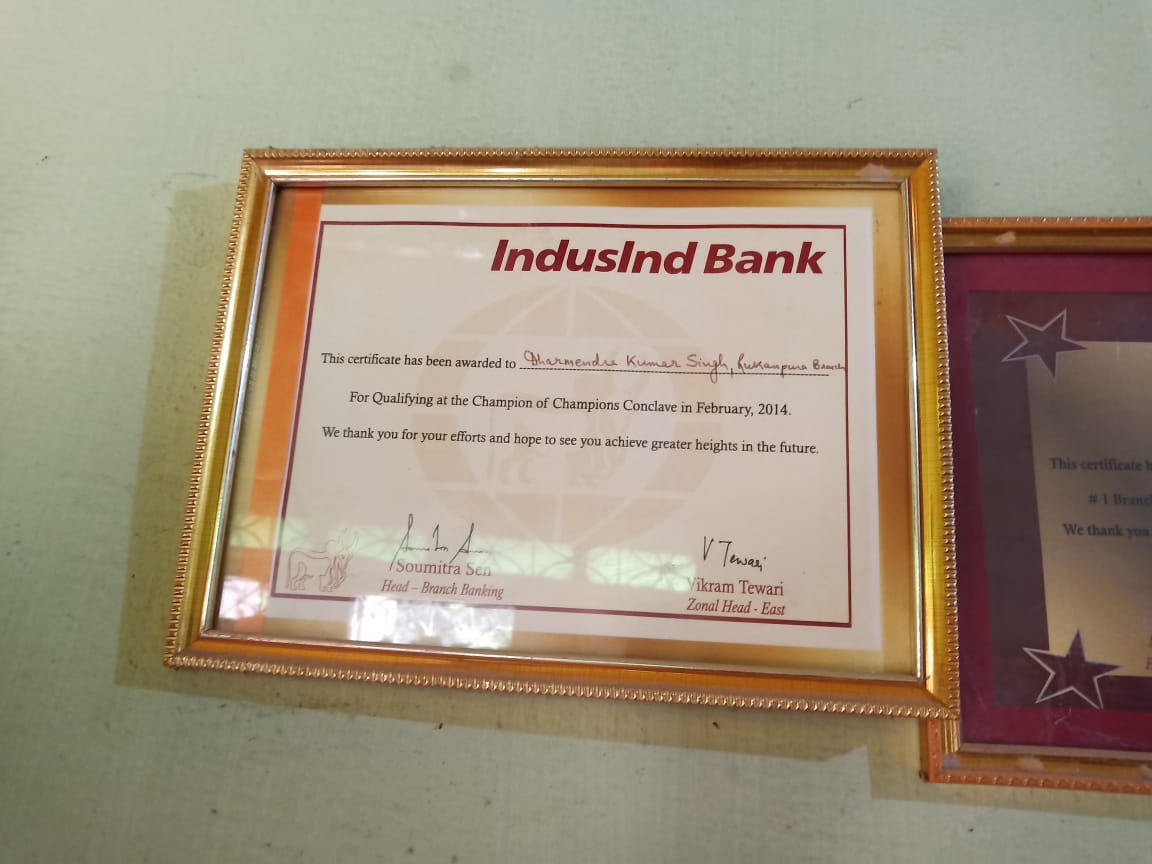 IndusInd Bank
This certificate has been awarded to Dharmendra Kumar Singh, Rukanpura Branch
For Qualifying at the Champion of Champions Conclave in February, 2014.
We thank you for your efforts and hope to see you achieve greater heights in the future.
V Tewari
Soumitra Sen
Head – Branch Banking
Vikram Tewari
Zonal Head - East
This certificate
# 1 Branc
We thank you